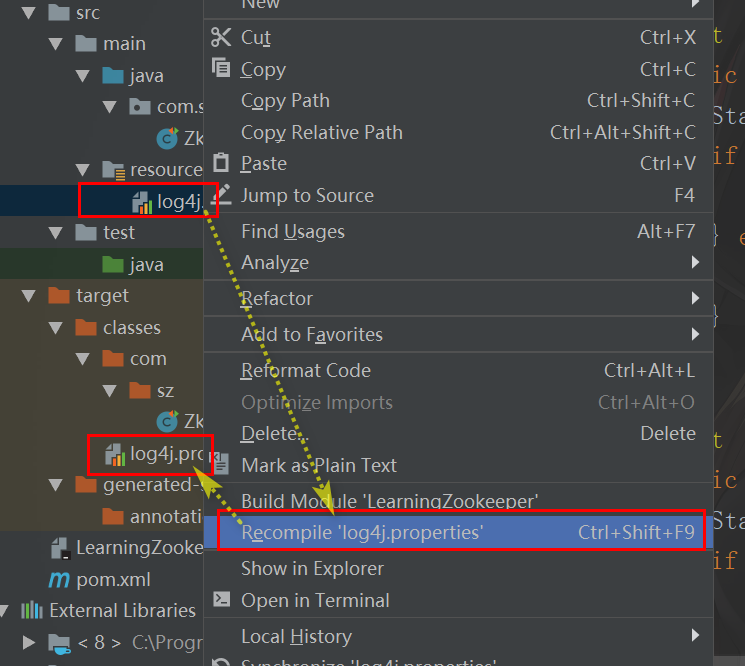 src
main
java
com.s
Zk
resource
log4j.
test
java
target
classes
com
sz
Zk
log4j.pro
generated-
annotati
LearningZooke
pom.xml
External Libraries
< 8 > C:\Progr
New
Cut Ctrl+X
Copy Ctrl+C
Copy Path Ctrl+Shift+C
Copy Relative Path Ctrl+Alt+Shift+C
Paste Ctrl+V
Jump to Source F4
Find Usages Alt+F7
Analyze
Refactor
Add to Favorites
Reformat Code Ctrl+Alt+L
Optimize Imports Ctrl+Alt+O
Delete... Delete
Mark as Plain Text
Build Module 'LearningZookeeper'
Recompile 'log4j.properties' Ctrl+Shift+F9
Show in Explorer
Open in Terminal
Local History
Synchronize 'log4j.properties'
t
ic
Sta
if
} e
}
t
ic
Sta
if